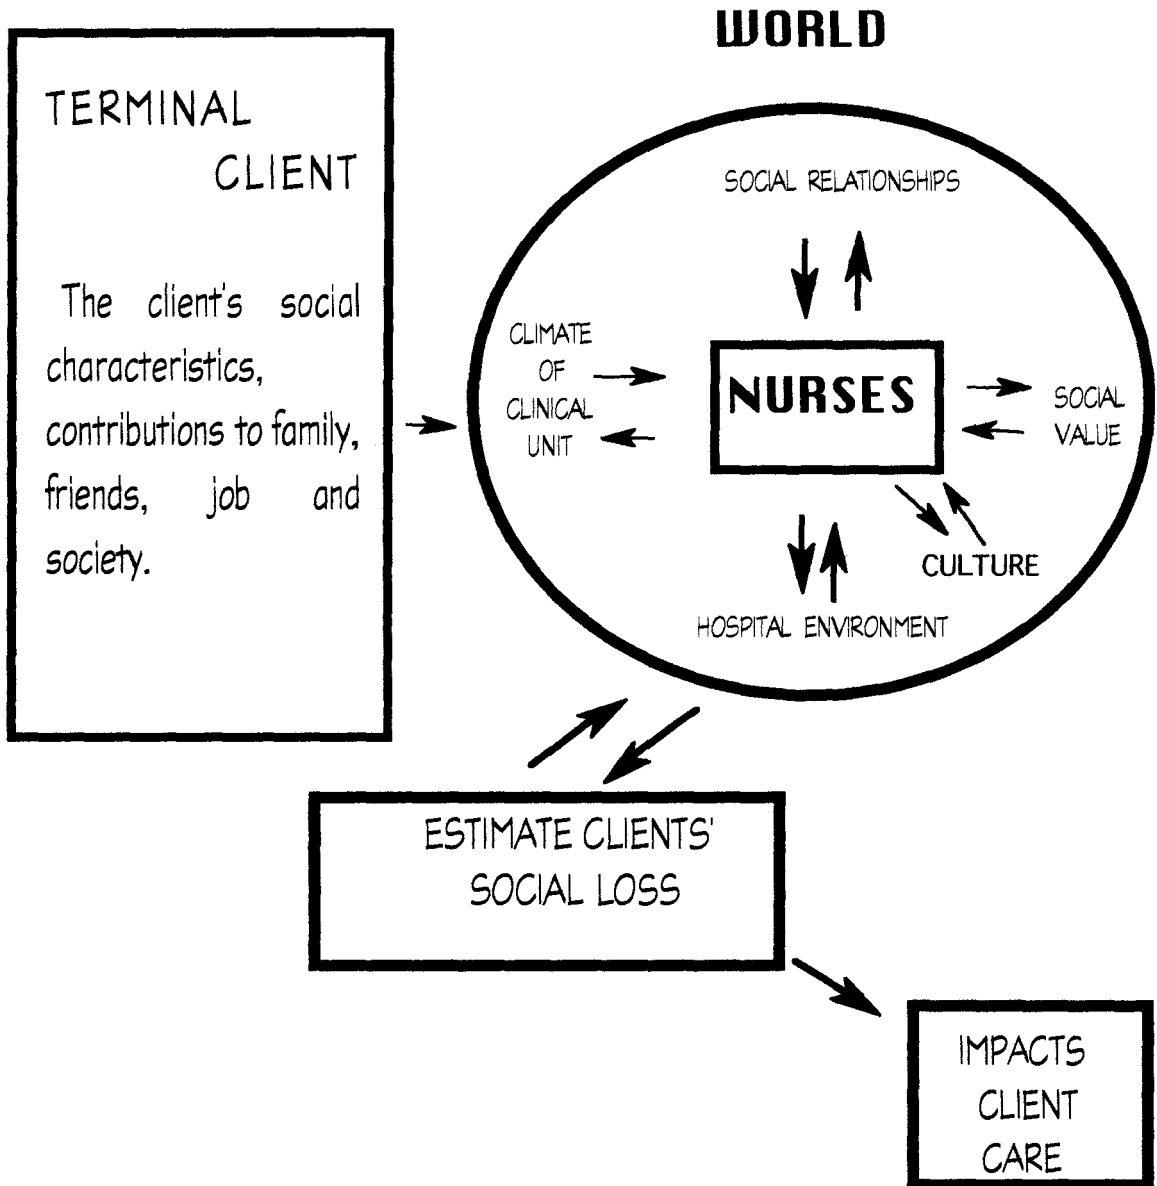 WORLD
TERMINAL
CLIENT
The client's social
characteristics,
contributions to family,
friends, job and
society.
SOCIAL RELATIONSHIPS
CLIMATE
OF
CLINICAL
UNIT
NURSES
SOCIAL
VALUE
CULTURE
HOSPITAL ENVIRONMENT
ESTIMATE CLIENTS'
SOCIAL LOSS
IMPACTS
CLIENT
CARE